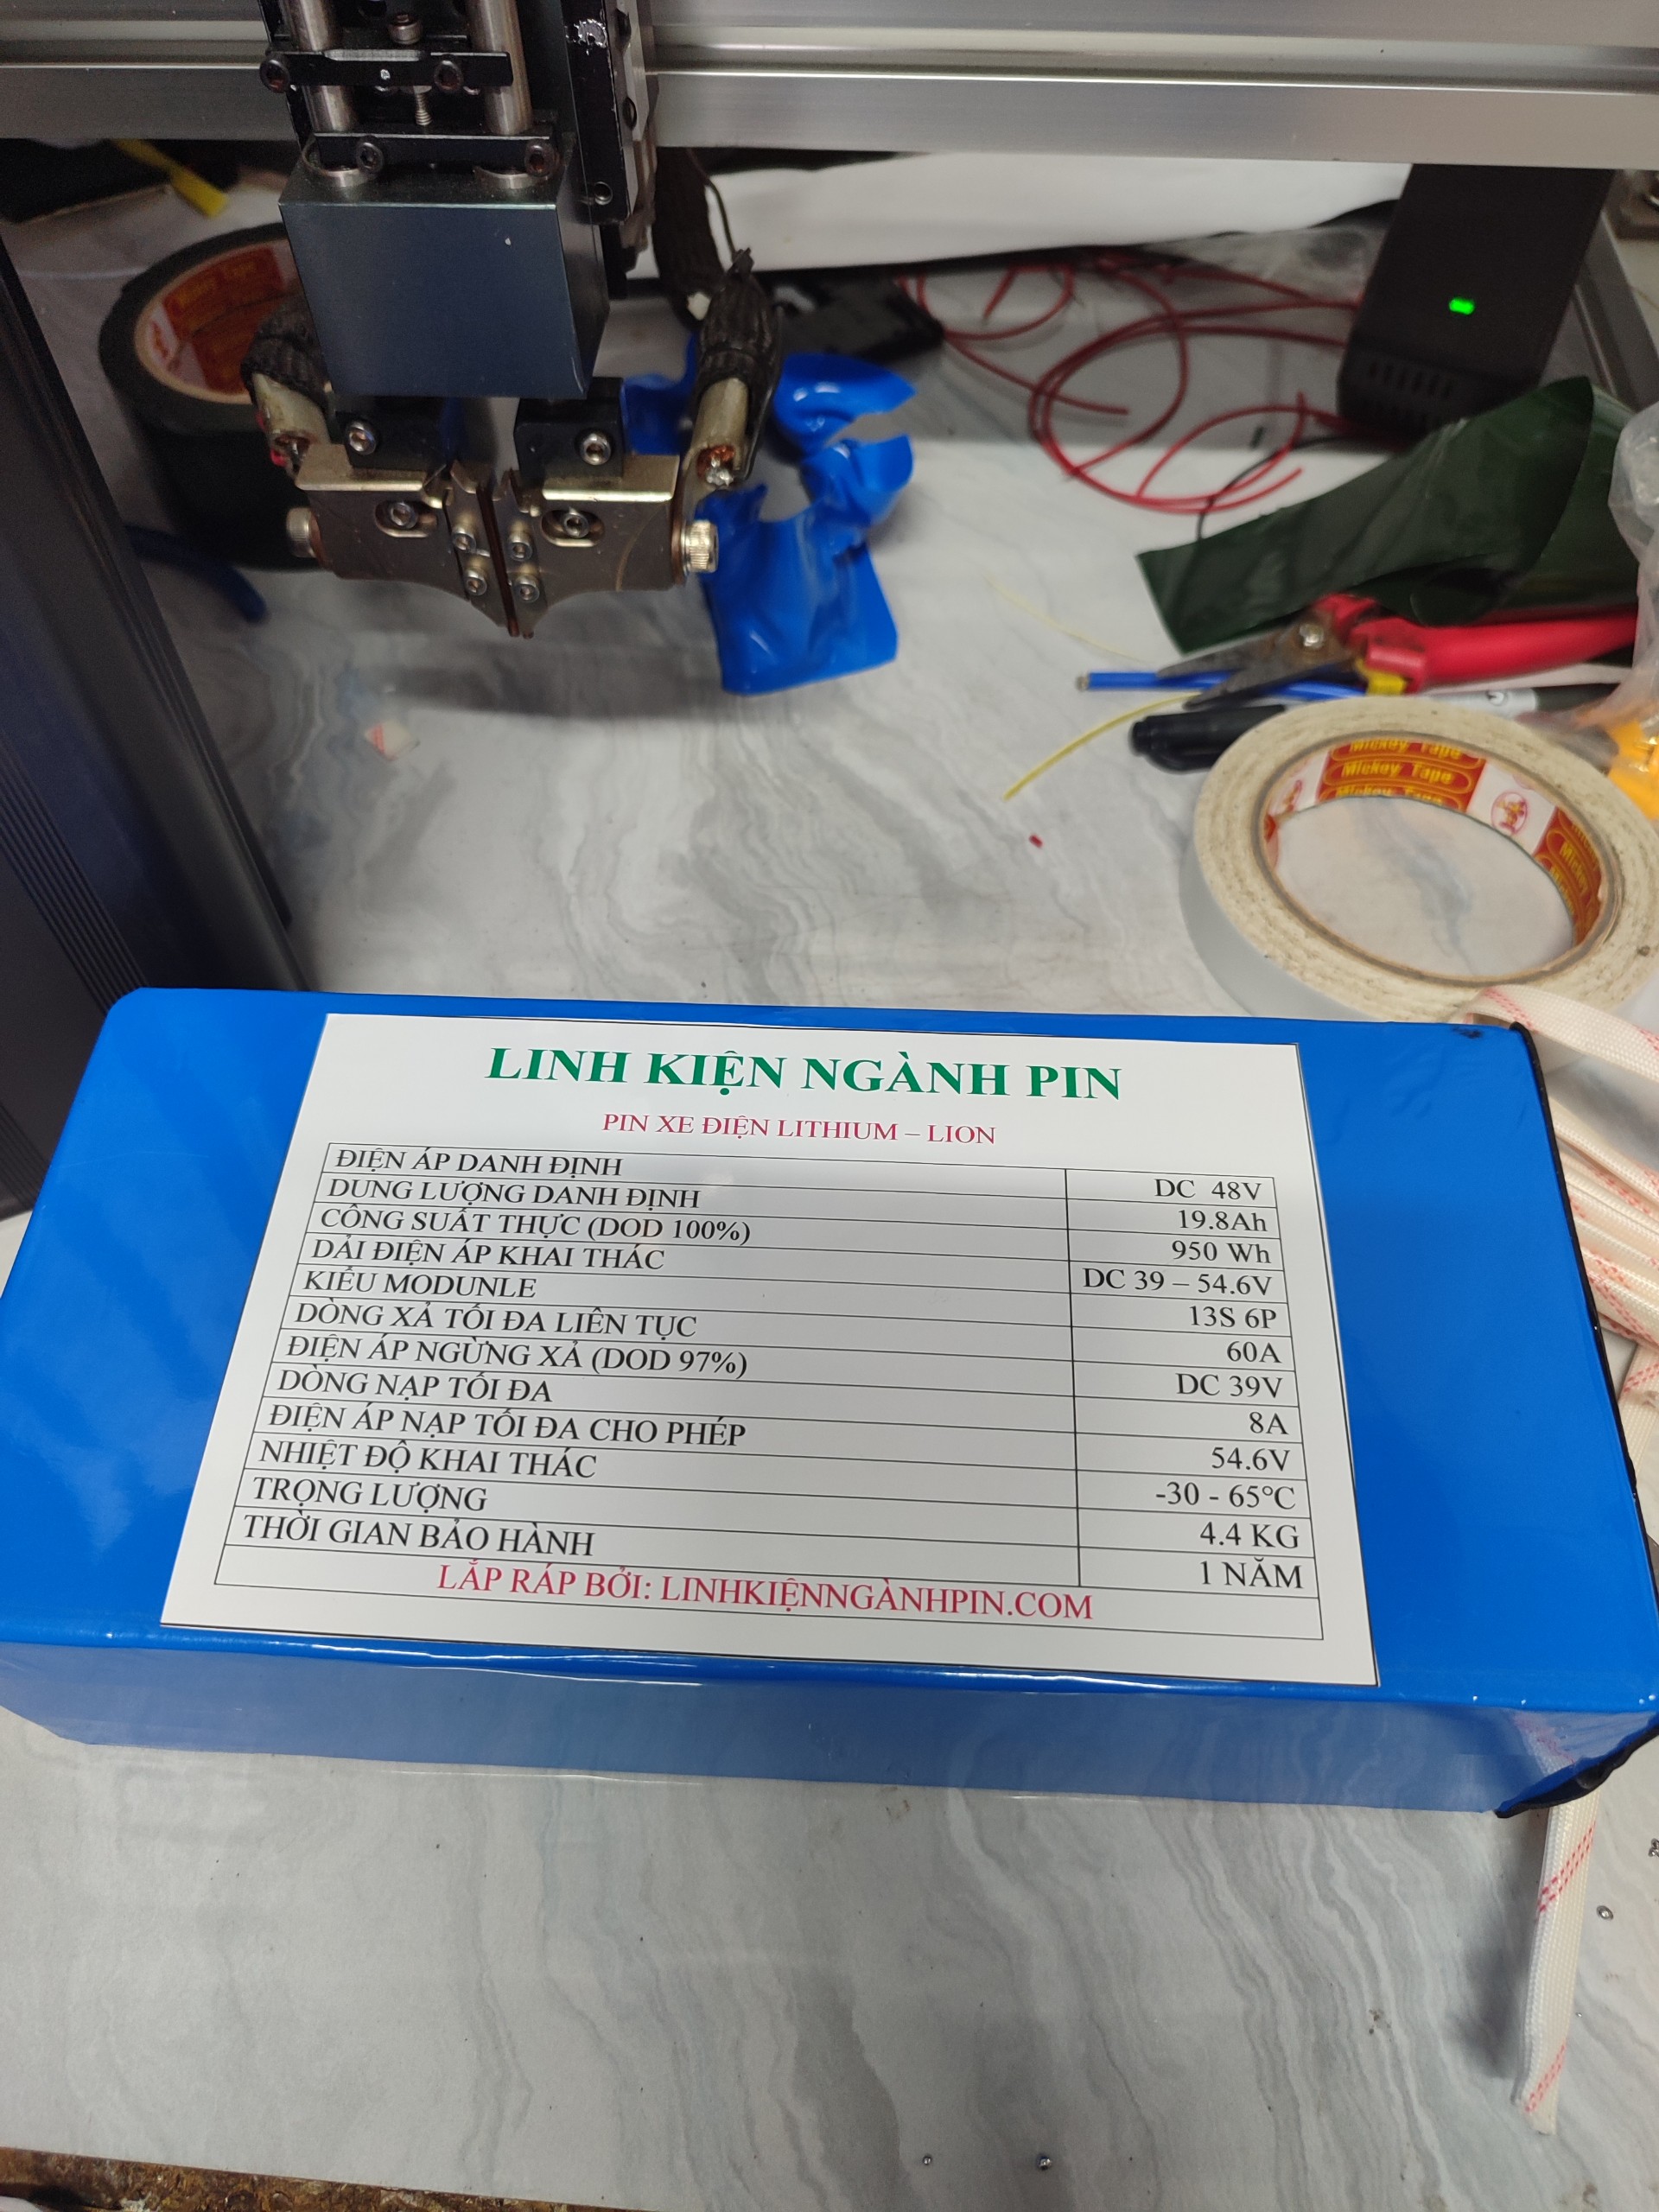 LINH KIỆN NGÀNH PIN
PIN XE ĐIỆN LITHIUM – LION
ĐIỆN ÁP DANH ĐỊNH DC 48V
DUNG LƯỢNG DANH ĐỊNH 19.8Ah
CÔNG SUẤT THỰC (DOD 100%) 950 Wh
DẢI ĐIỆN ÁP KHAI THÁC DC 39 – 54.6V
KIỂU MODUNLE 13S 6P
DÒNG XẢ TỐI ĐA LIÊN TỤC 60A
ĐIỆN ÁP NGỪNG XẢ (DOD 97%) DC 39V
DÒNG NẠP TỐI ĐA 8A
ĐIỆN ÁP NẠP TỐI ĐA CHO PHÉP 54.6V
NHIỆT ĐỘ KHAI THÁC -30 - 65°C
TRỌNG LƯỢNG 4.4 KG
THỜI GIAN BẢO HÀNH 1 NĂM
LẮP RÁP BỞI: LINHKIỆNNGÀNHPIN.COM
Mickey Tape
Mickey Tape
Mickey Tape